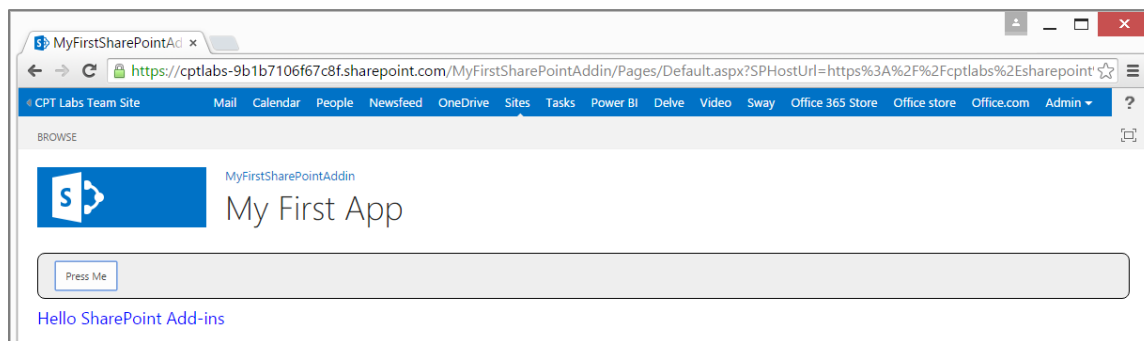 MyFirstSharePointAd
https://cptlabs-9b1b7106f67c8f.sharepoint.com/MyFirstSharePointAddin/Pages/Default.aspx?SPHostUrl=https%3A%2F%2Fcptlabs%2Esharepoint
CPT Labs Team Site Mail Calendar People Newsfeed OneDrive Sites Tasks Power BI Delve Video Sway Office 365 Store Office store Office.com Admin ?
BROWSE
S
MyFirstSharePointAddin
My First App
Press Me
Hello SharePoint Add-ins